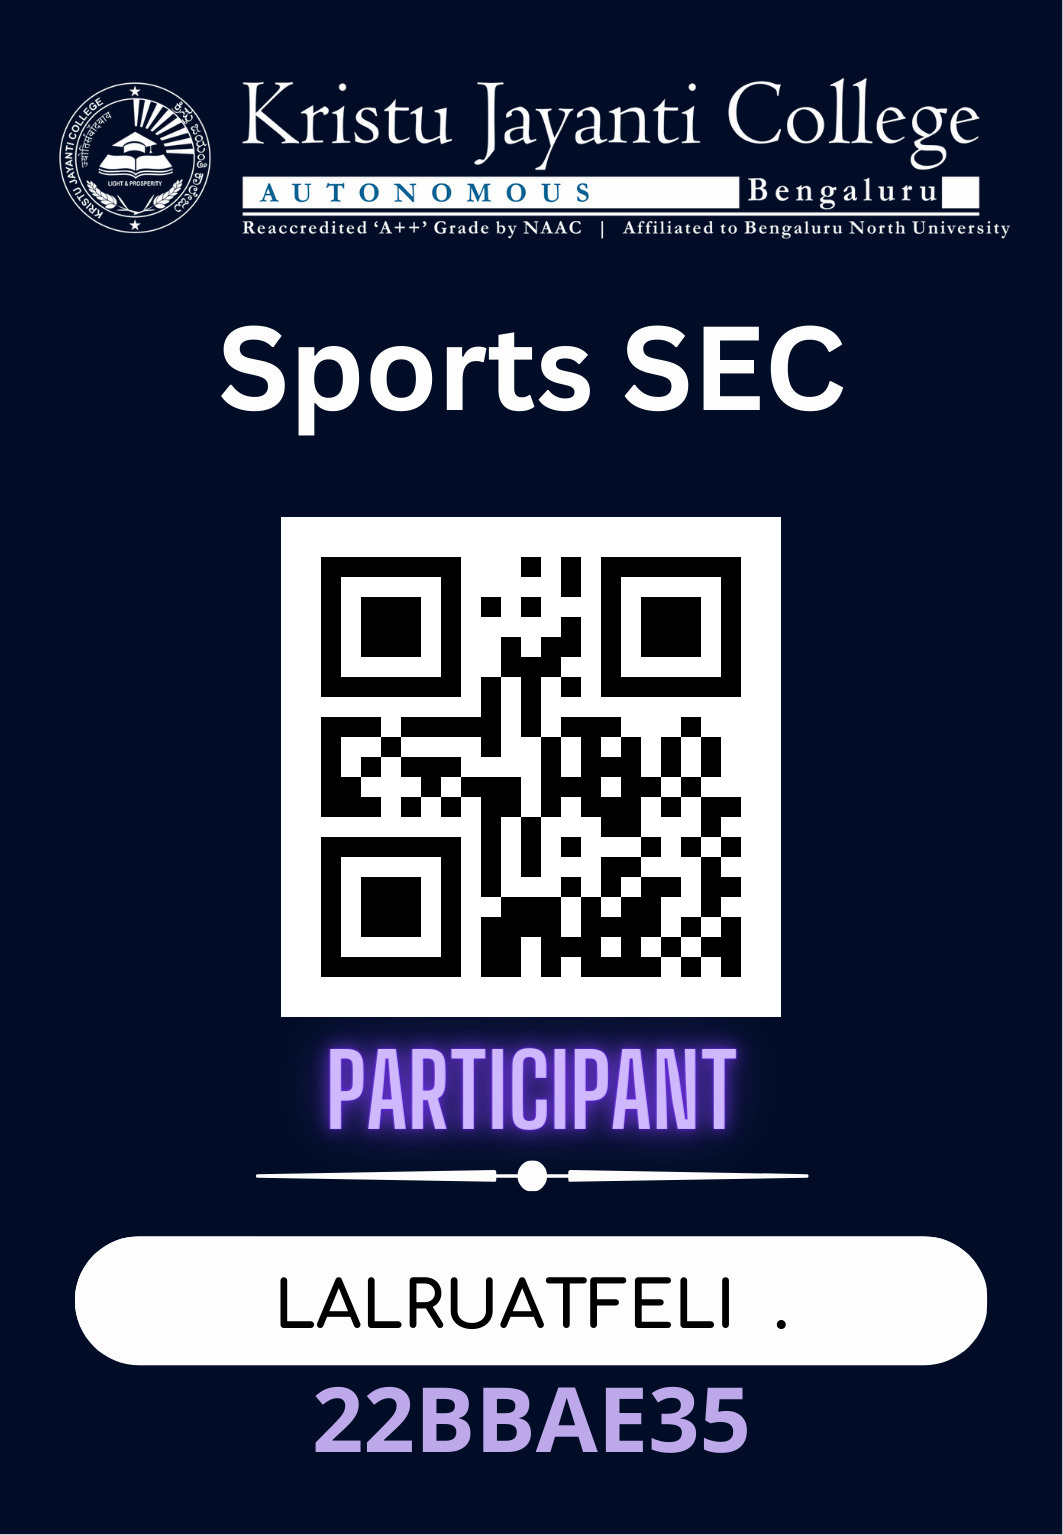 Kristu Jayanti College
AUTONOMOUS Bengaluru
Reaccredited ‘A++’ Grade by NAAC | Affiliated to Bengaluru North University
KRISTU JAYANTI COLLEGE
ಕ್ರಿಸ್ತು ಜಯಂತಿ ಕಾಲೇಜು
LIGHT & PROSPERITY
Sports SEC
PARTICIPANT
LALRUATFELI .
22BBAE35